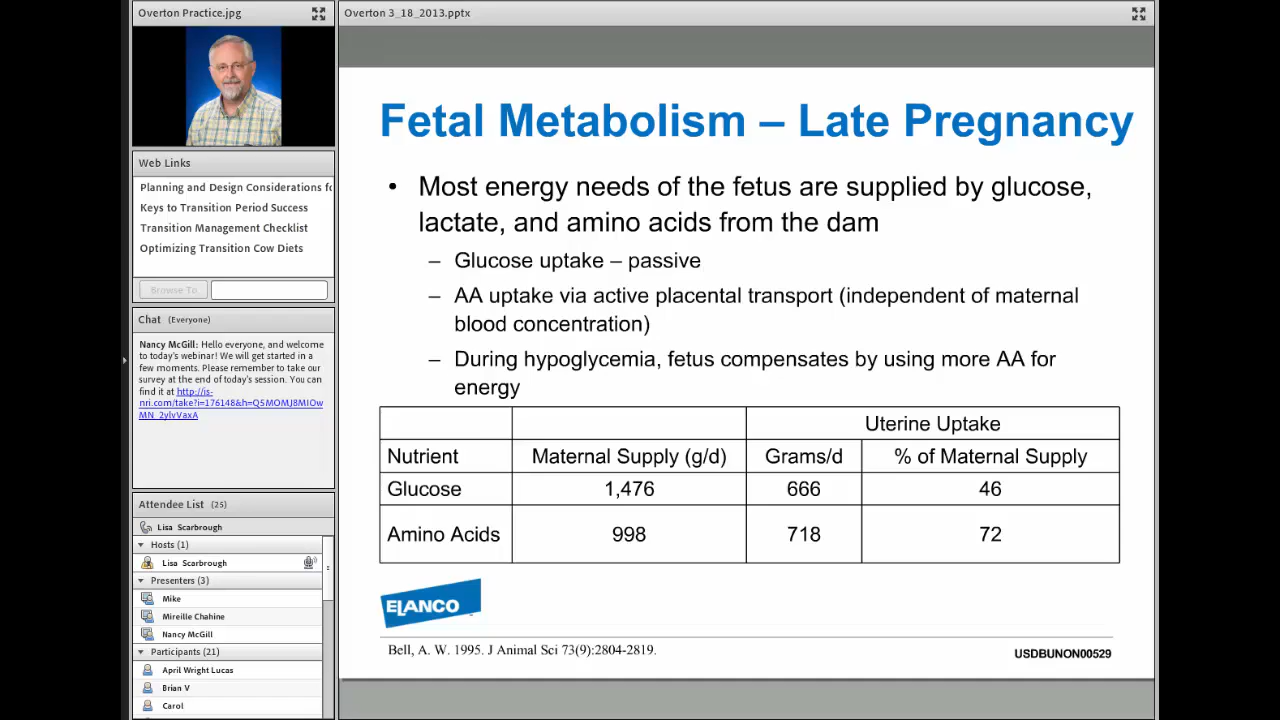 Overton Practice.jpg
Web Links
Planning and Design Considerations fo
Keys to Transition Period Success
Transition Management Checklist
Optimizing Transition Cow Diets
Browse To
Chat (Everyone)
Nancy McGill: Hello everyone, and welcome
to today's webinar! We will get started in a
few moments. Please remember to take our
survey at the end of today's session. You can
find it at http://is-
nri.com/take?i=176148&h=Q5MOMJ8MIOw
MN_2ylvVaxA
Attendee List (25)
Lisa Scarbrough
Hosts (1)
Lisa Scarbrough
Presenters (3)
Mike
Mireille Chahine
Nancy McGill
Participants (21)
April Wright Lucas
Brian V
Carol
Overton 3_18_2013.pptx
Fetal Metabolism – Late Pregnancy
• Most energy needs of the fetus are supplied by glucose,
lactate, and amino acids from the dam
– Glucose uptake – passive
– AA uptake via active placental transport (independent of maternal
blood concentration)
– During hypoglycemia, fetus compensates by using more AA for
energy
Uterine Uptake
Nutrient Maternal Supply (g/d) Grams/d % of Maternal Supply
Glucose 1,476 666 46
Amino Acids 998 718 72
ELANCO
Bell, A. W. 1995. J Animal Sci 73(9):2804-2819.
USDBUNON00529